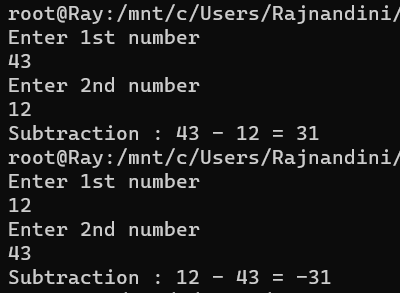 root@Ray:/mnt/c/Users/Rajnandini/
Enter 1st number
43
Enter 2nd number
12
Subtraction : 43 - 12 = 31
root@Ray:/mnt/c/Users/Rajnandini/
Enter 1st number
12
Enter 2nd number
43
Subtraction : 12 - 43 = -31